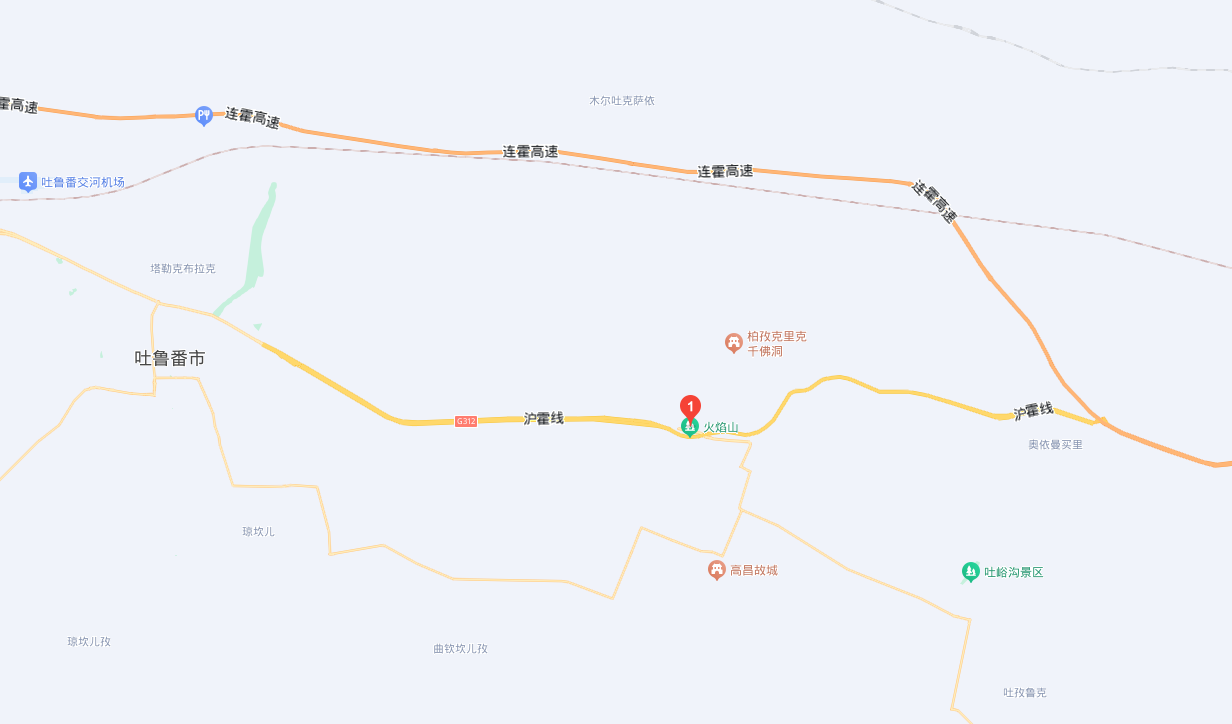 霍高速
连霍高速
木尔吐克萨依
连霍高速
连霍高速
连霍高速
吐鲁番交河机场
塔勒克布拉克
吐鲁番市
柏孜克里克
千佛洞
1
G312
沪霍线
火焰山
沪霍线
奥依曼买里
琼坎儿
高昌故城
吐峪沟景区
琼坎儿孜
曲钦坎儿孜
吐孜鲁克